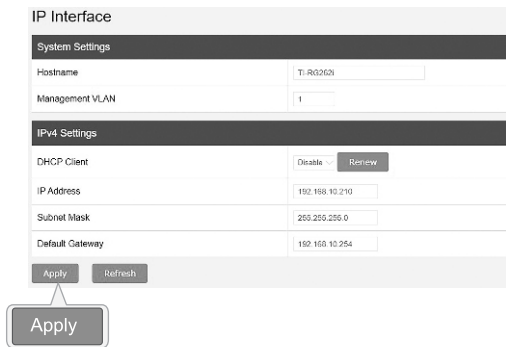 IP Interface
System Settings
Hostname TI-RG262i
Management VLAN 1
IPv4 Settings
DHCP Client Disable Renew
IP Address 192.168.10.210
Subnet Mask 255.255.255.0
Default Gateway 192.168.10.254
Apply Refresh
Apply